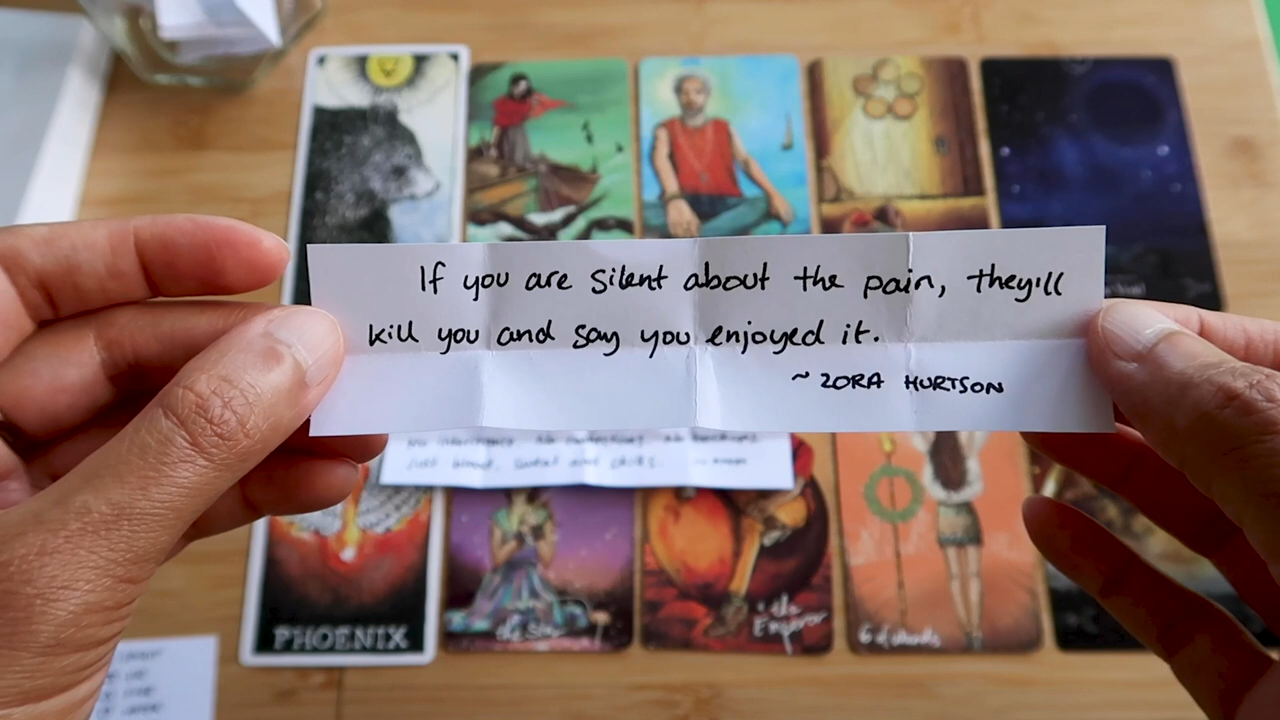 If you are silent about the pain, they'll
kill you and say you enjoyed it.
~ ZORA HURTSON
PHOENIX
the Star
the
Emperor
6 of wands